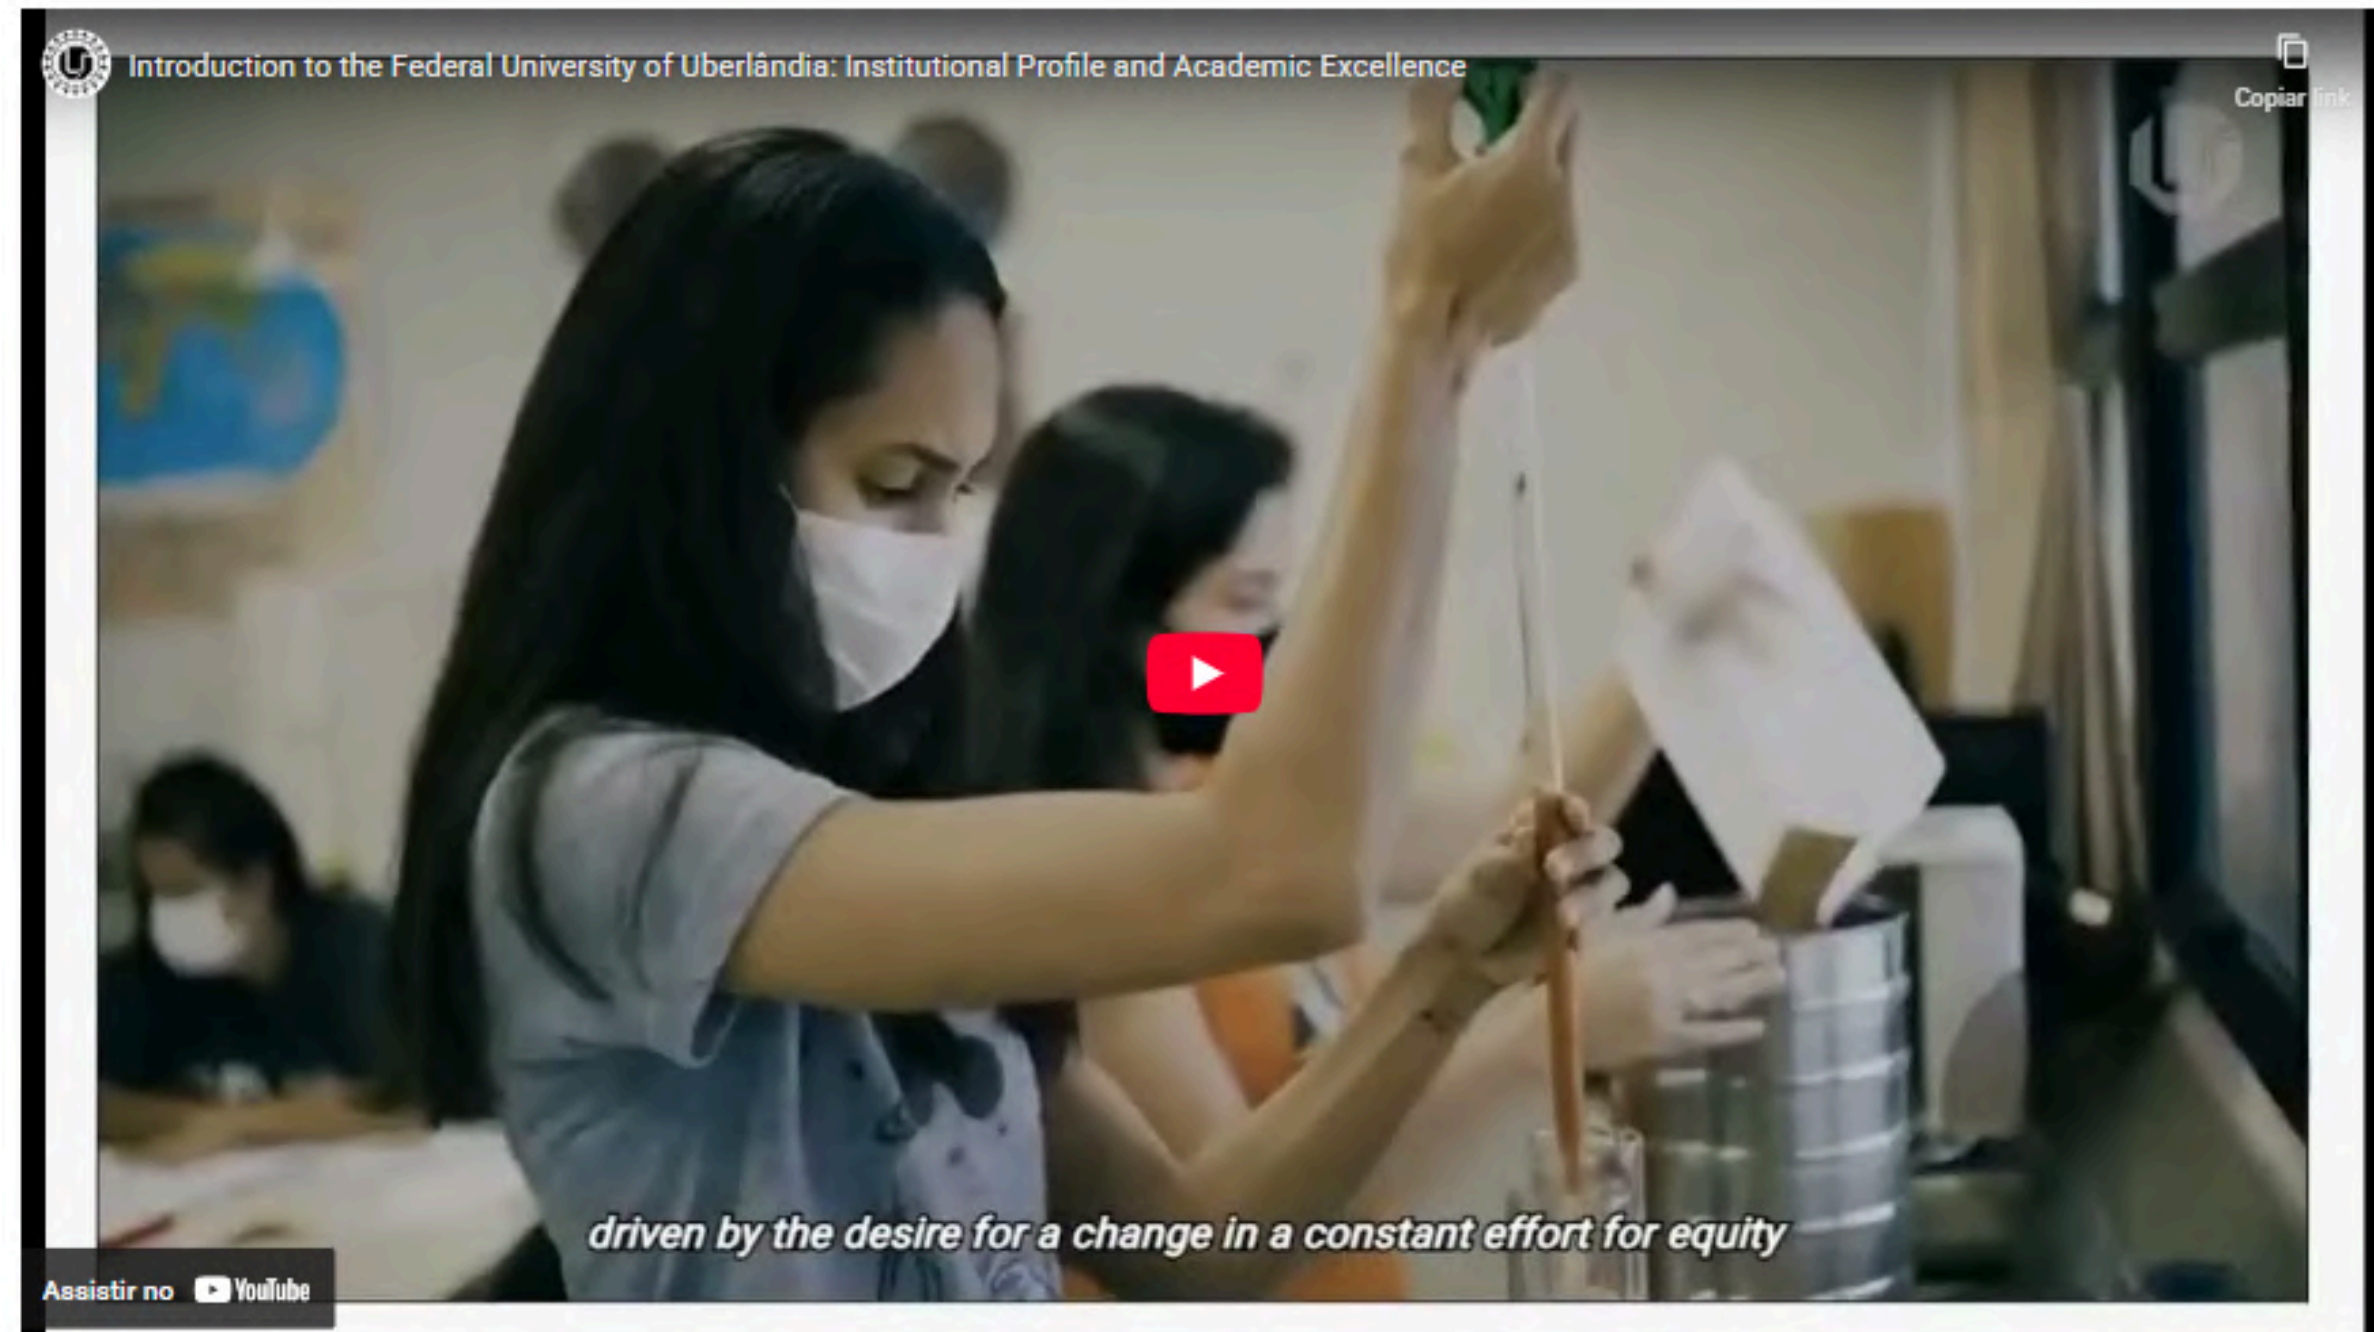 Introduction to the Federal University of Uberlândia: Institutional Profile and Academic Excellence
Copiar link
driven by the desire for a change in a constant effort for equity
Assistir no YouTube